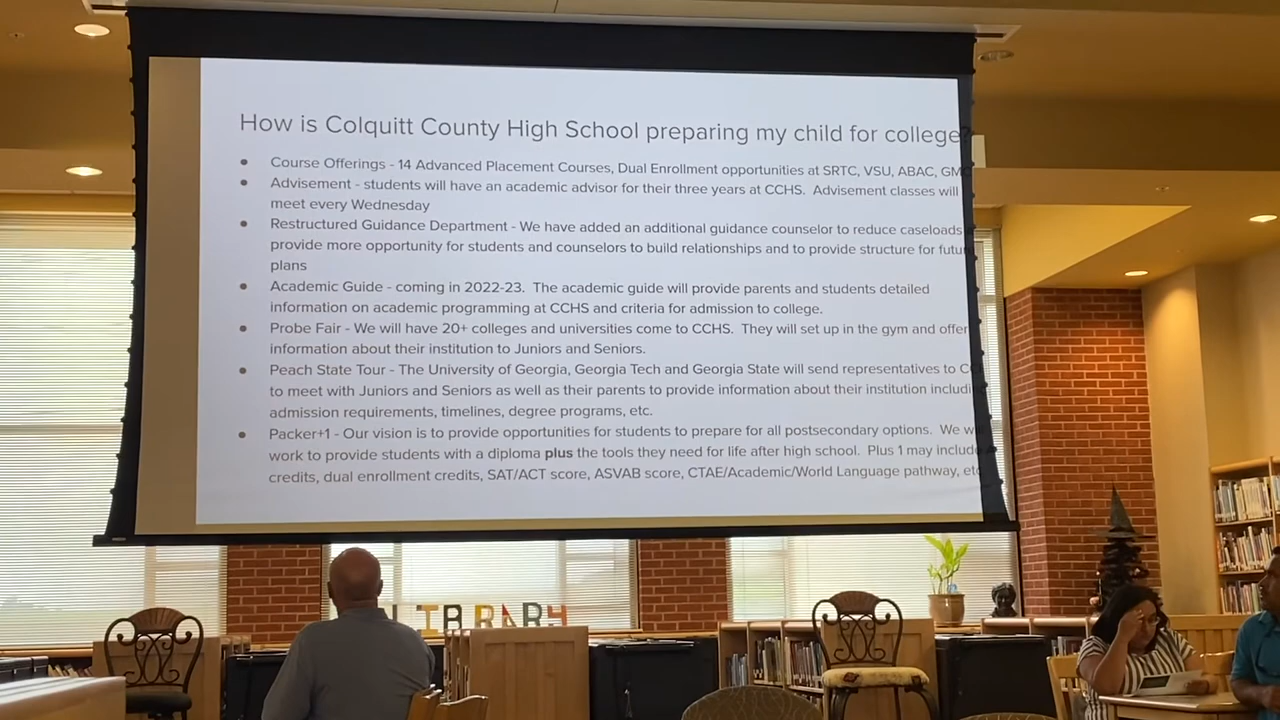 How is Colquitt County High School preparing my child for college?
● Course Offerings - 14 Advanced Placement Courses, Dual Enrollment opportunities at SRTC, VSU, ABAC, GM
● Advisement - students will have an academic advisor for their three years at CCHS. Advisement classes will
meet every Wednesday
● Restructured Guidance Department - We have added an additional guidance counselor to reduce caseloads
provide more opportunity for students and counselors to build relationships and to provide structure for future
plans
● Academic Guide - coming in 2022-23. The academic guide will provide parents and students detailed
information on academic programming at CCHS and criteria for admission to college.
● Probe Fair - We will have 20+ colleges and universities come to CCHS. They will set up in the gym and offer
information about their institution to Juniors and Seniors.
● Peach State Tour - The University of Georgia, Georgia Tech and Georgia State will send representatives to C
to meet with Juniors and Seniors as well as their parents to provide information about their institution includi
admission requirements, timelines, degree programs, etc.
● Packer+1 - Our vision is to provide opportunities for students to prepare for all postsecondary options. We w
work to provide students with a diploma plus the tools they need for life after high school. Plus 1 may include
credits, dual enrollment credits, SAT/ACT score, ASVAB score, CTAE/Academic/World Language pathway, etc
LIBRARY